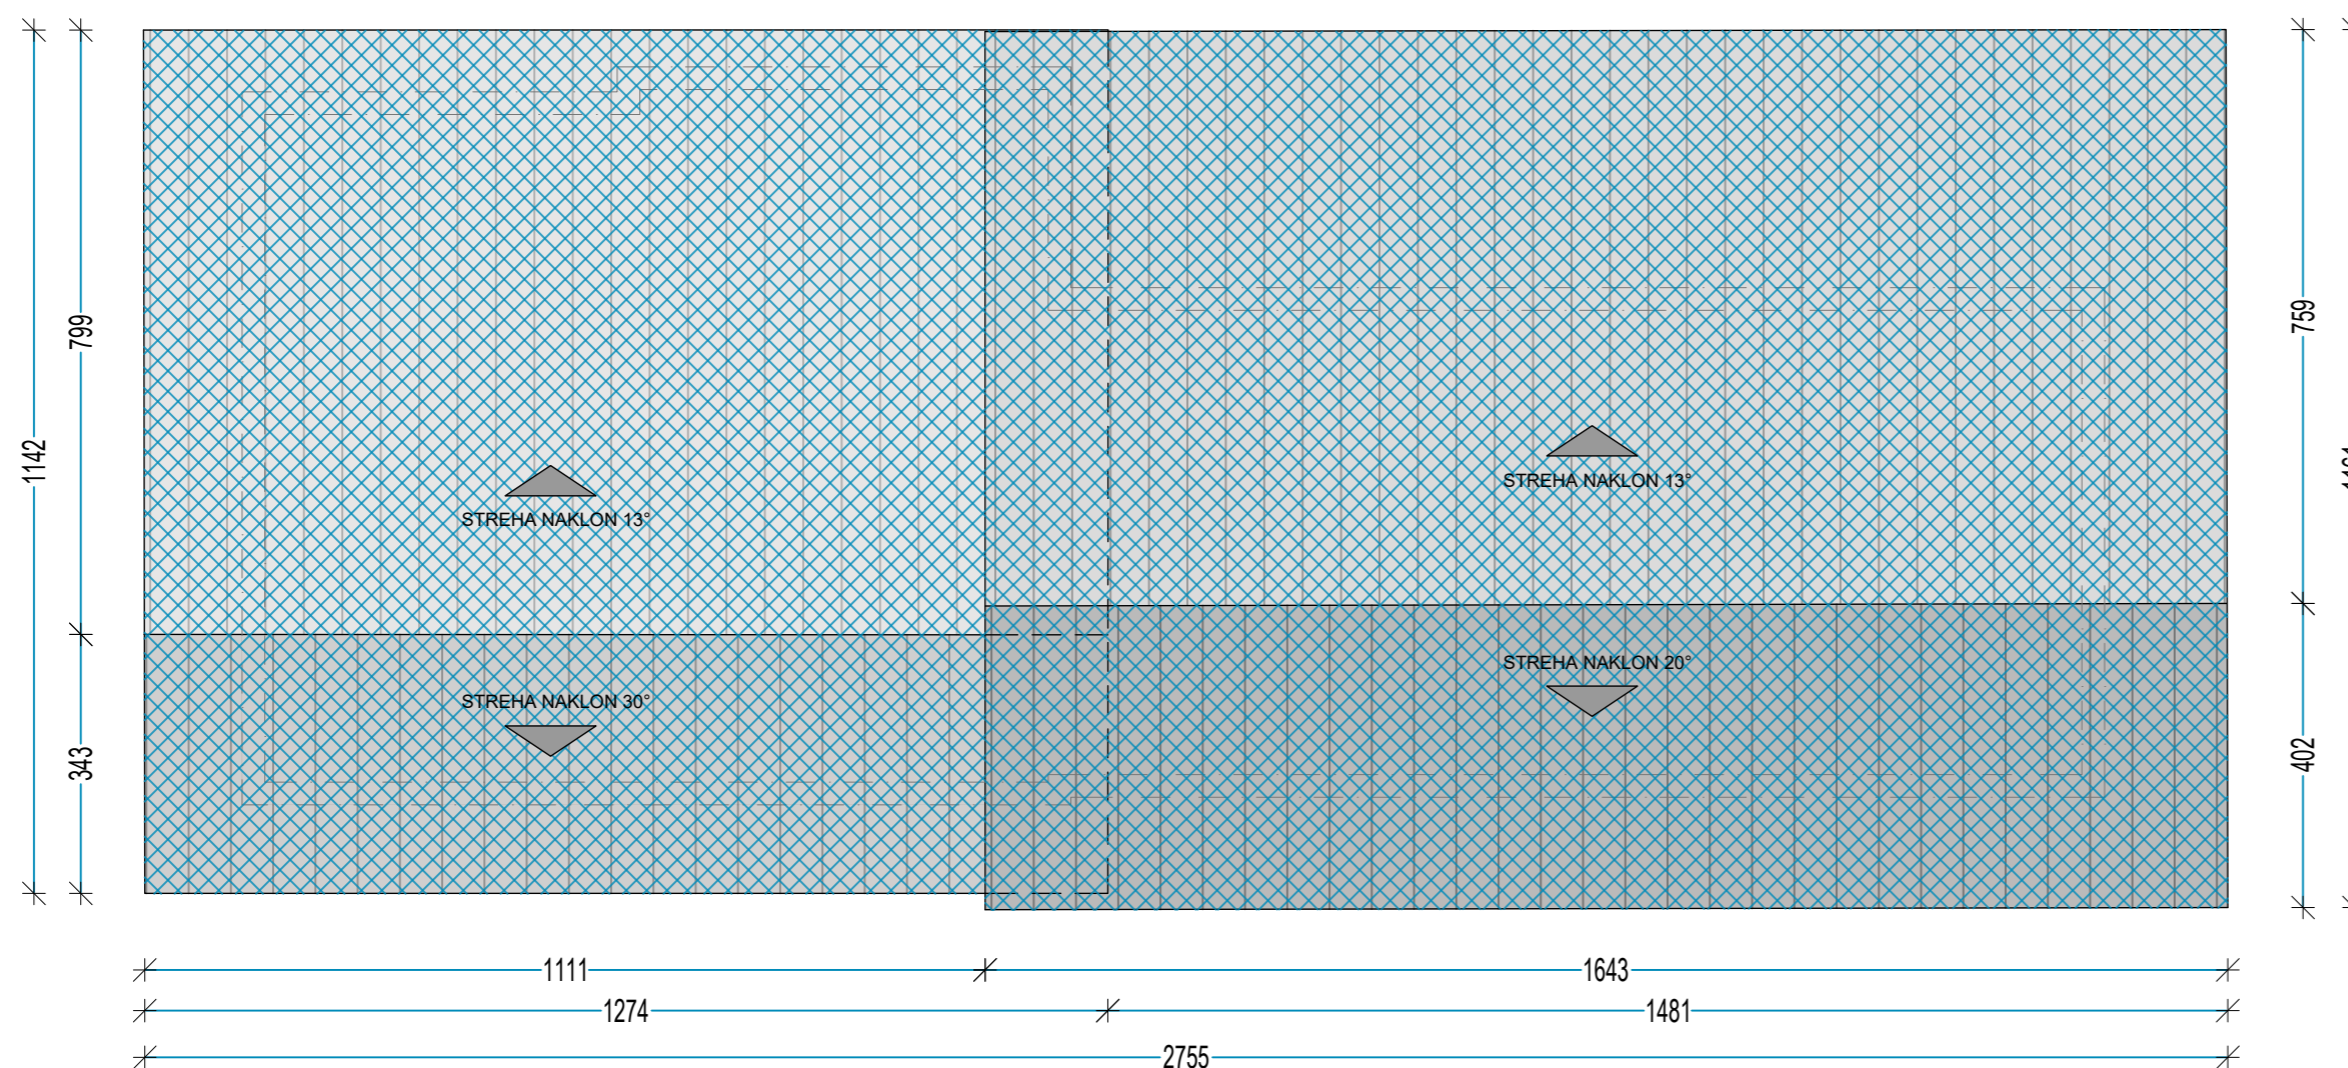 1142
799
343
STREHA NAKLON 13°
STREHA NAKLON 30°
STREHA NAKLON 13°
STREHA NAKLON 20°
759
402
1111
1643
1274
1481
2755